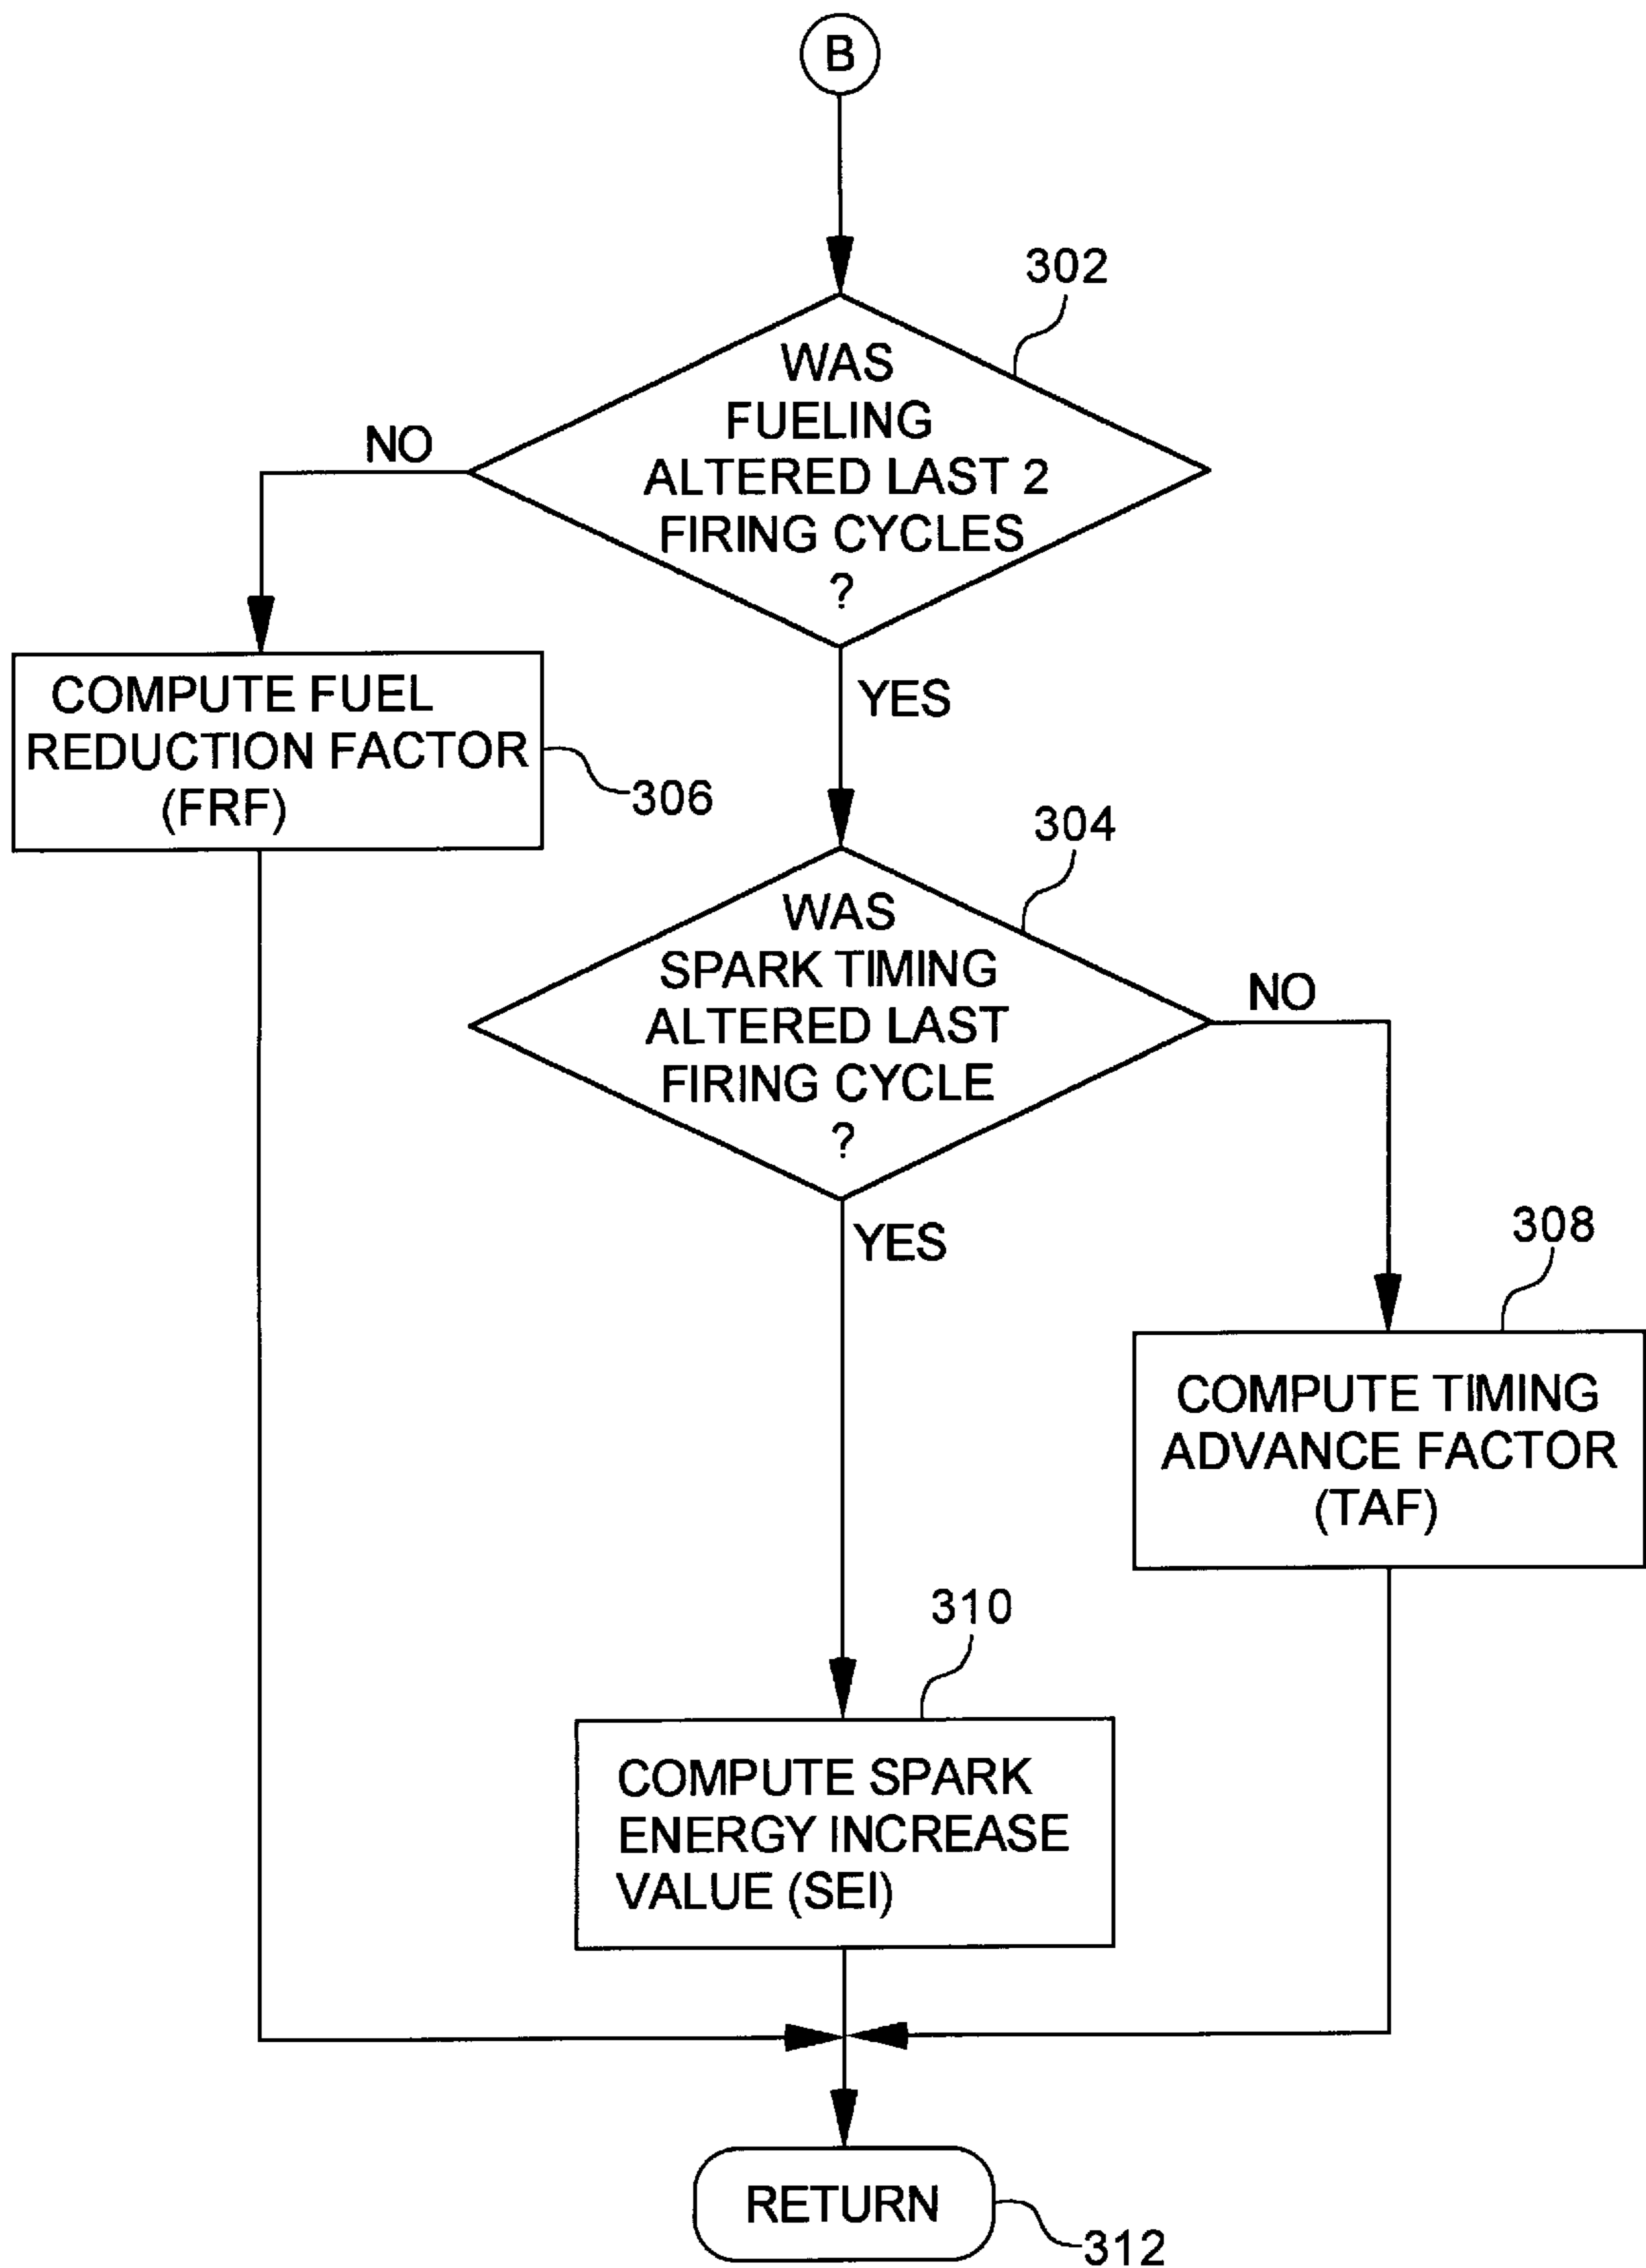 B
302
WAS
FUELING
ALTERED LAST 2
FIRING CYCLES
?
NO
YES
COMPUTE FUEL
REDUCTION FACTOR
(FRF)
306
304
WAS
SPARK TIMING
ALTERED LAST
FIRING CYCLE
?
NO
YES
308
COMPUTE TIMING
ADVANCE FACTOR
(TAF)
310
COMPUTE SPARK
ENERGY INCREASE
VALUE (SEI)
RETURN
312